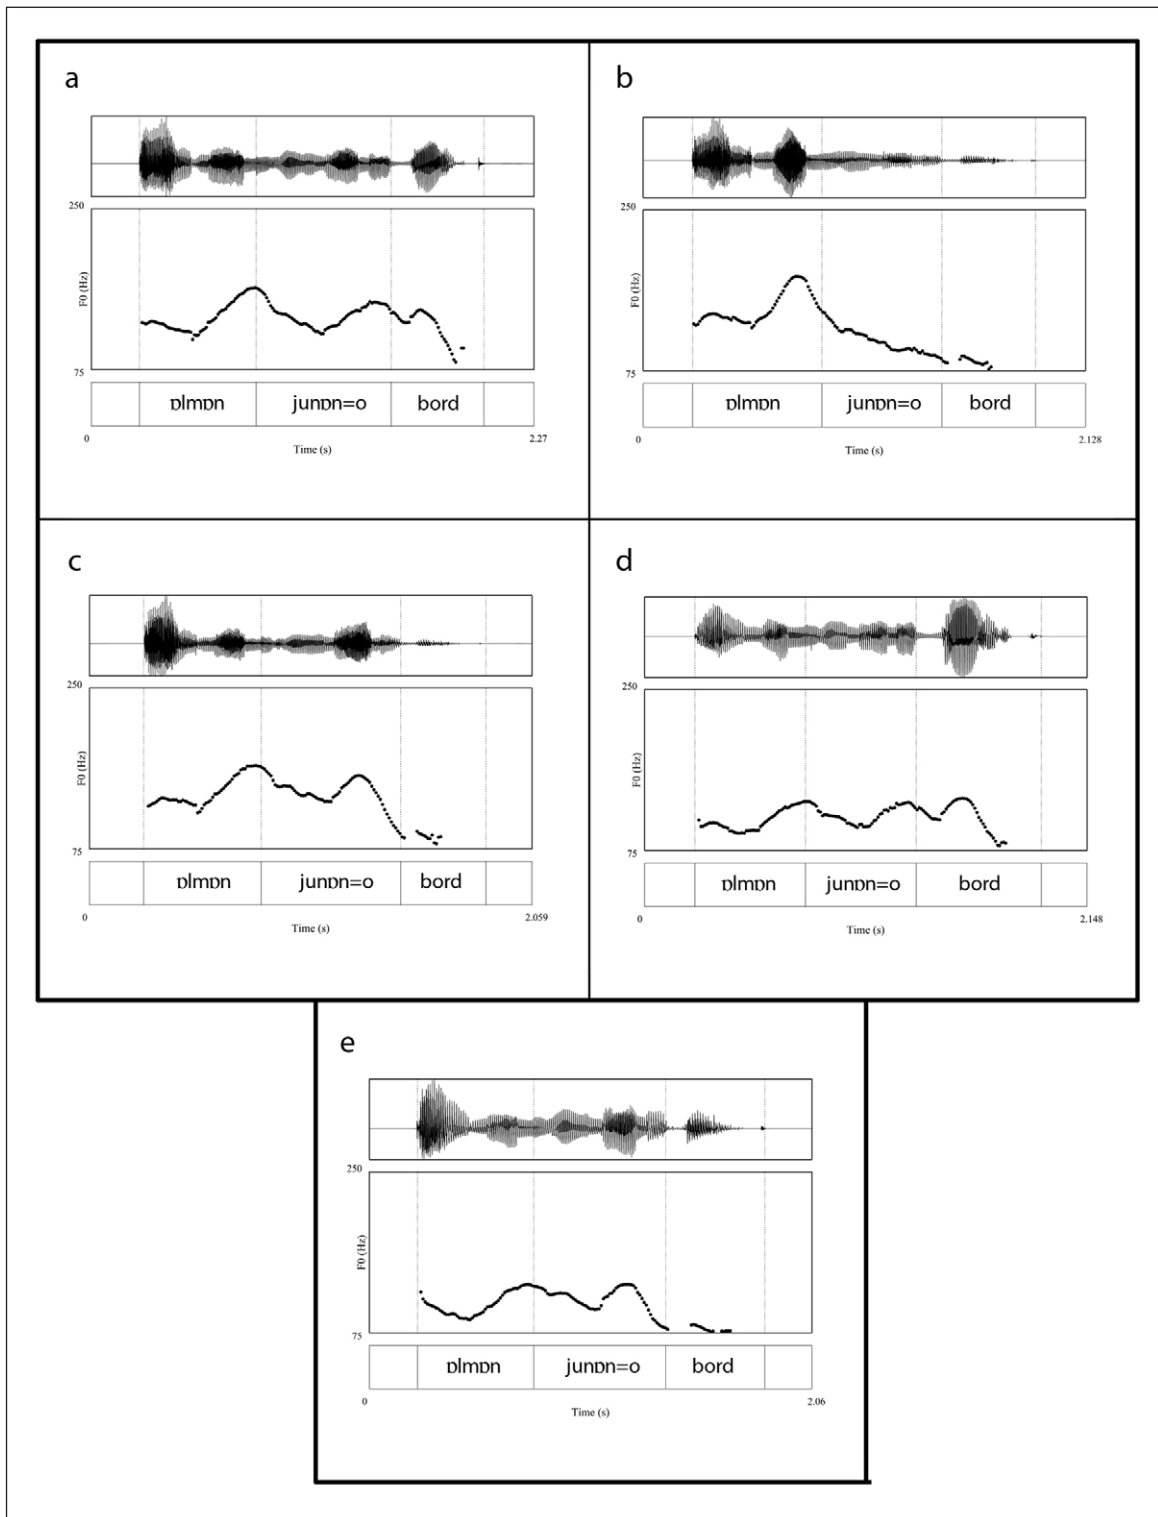 a
250
F0 (Hz)
75
ɒlmɒn junɒn=o bord
0 2.27
Time (s)
b
250
F0 (Hz)
75
ɒlmɒn junɒn=o bord
0 2.128
Time (s)
c
250
F0 (Hz)
75
ɒlmɒn junɒn=o bord
0 2.059
Time (s)
d
250
F0 (Hz)
75
ɒlmɒn junɒn=o bord
0 2.148
Time (s)
e
250
F0 (Hz)
75
ɒlmɒn junɒn=o bord
0 2.06
Time (s)